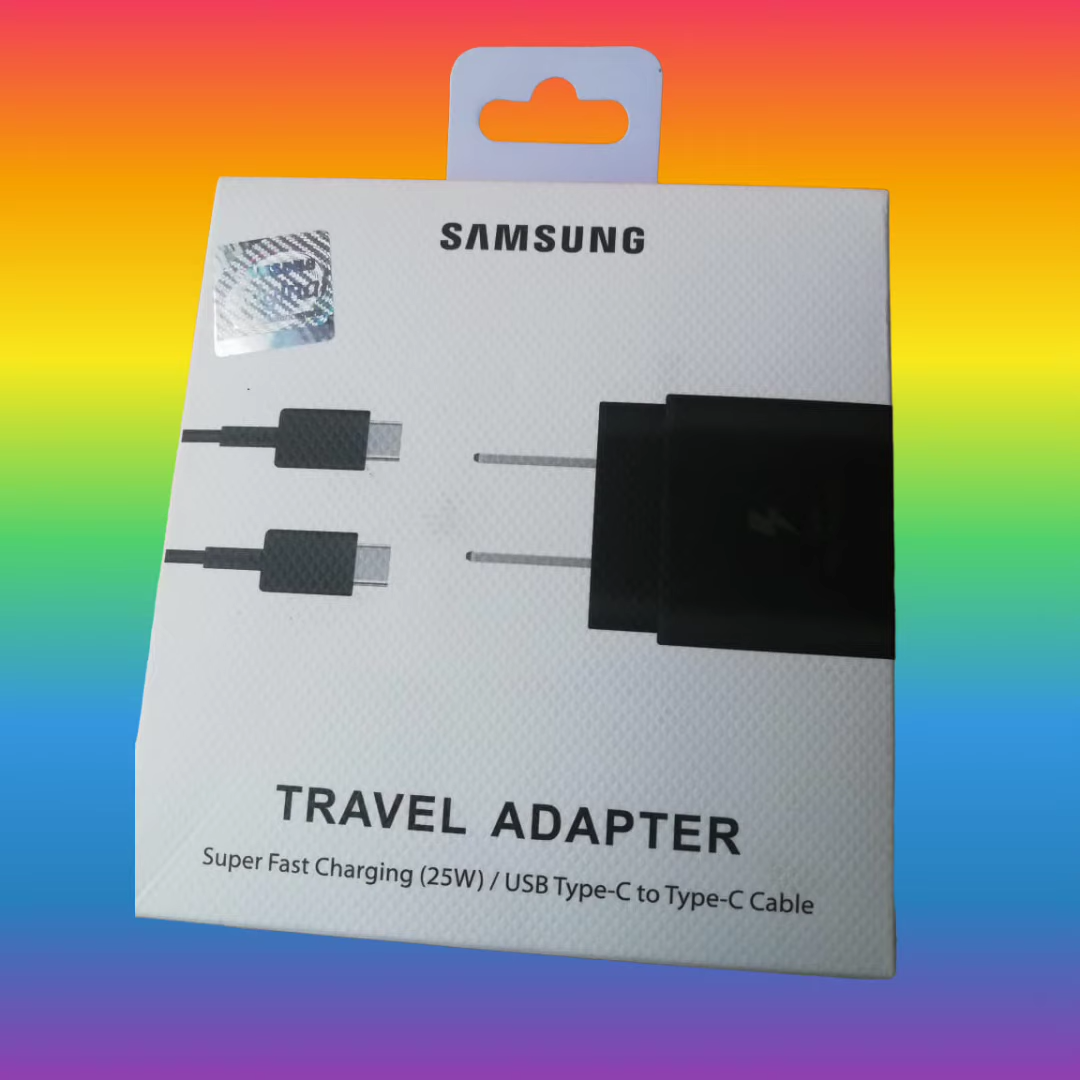 SAMSUNG
TRAVEL ADAPTER
Super Fast Charging (25W) / USB Type-C to Type-C Cable